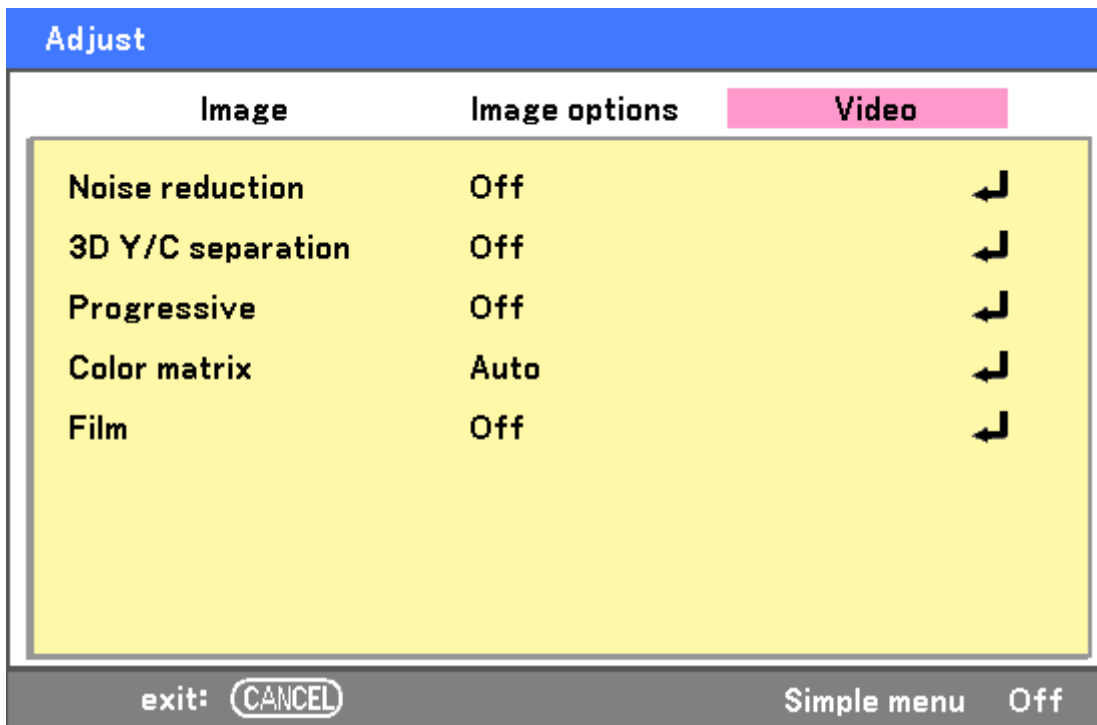 Adjust
Image Image options Video
Noise reduction Off
3D Y/C separation Off
Progressive Off
Color matrix Auto
Film Off
exit: CANCEL Simple menu Off